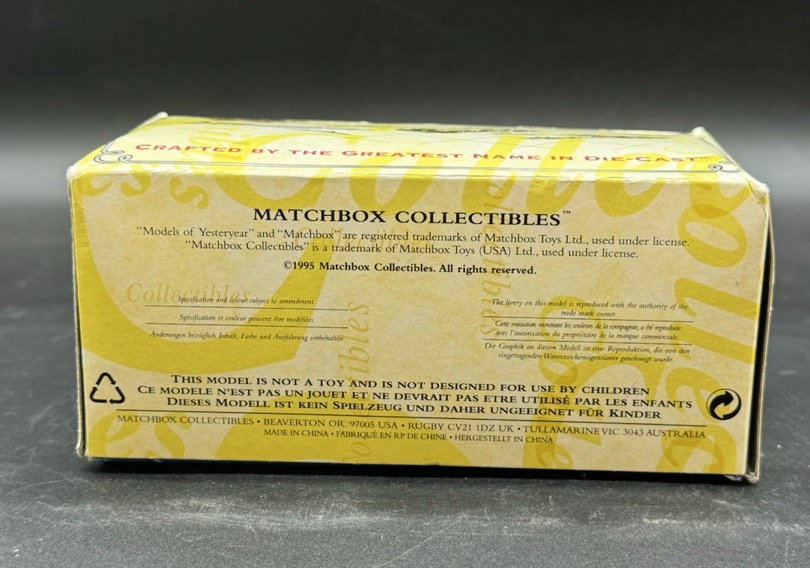 CRAFTED BY THE GREATEST NAME IN DIE-CAST
MATCHBOX COLLECTIBLES™
"Models of Yesteryear" and "Matchbox" are registered trademarks of Matchbox Toys Ltd., used under license.
"Matchbox Collectibles" is a trademark of Matchbox Toys (USA) Ltd., used under license.
©1995 Matchbox Collectibles. All rights reserved.
Collectibles
Specification and colour subject to amendment.
Spécification et couleur peuvent être modifiées.
Änderungen bezüglich Inhalt, Farbe und Ausführung vorbehalten.
The livery on this model is reproduced with the authority of the
trade mark owner
Cette miniature montrant les couleurs de la compagnie, a été reproduite
avec l'autorisation du propriétaire de la marque commerciale.
Die Graphik an diesem Modell ist eine Reproduktion, die von den
eingetragenen Warenzeicheneigentümer genehmigt wurde.
THIS MODEL IS NOT A TOY AND IS NOT DESIGNED FOR USE BY CHILDREN
CE MODELE N'EST PAS UN JOUET ET NE DEVRAIT PAS ETRE UTILISÉ PAR LES ENFANTS
DIESES MODELL IST KEIN SPIELZEUG UND DAHER UNGEEIGNET FÜR KINDER
MATCHBOX COLLECTIBLES • BEAVERTON OR. 97005 USA • RUGBY CV21 1DZ UK • TULLAMARINE VIC 3043 AUSTRALIA
MADE IN CHINA • FABRIQUÉ EN RP DE CHINE • HERGESTELLT IN CHINA